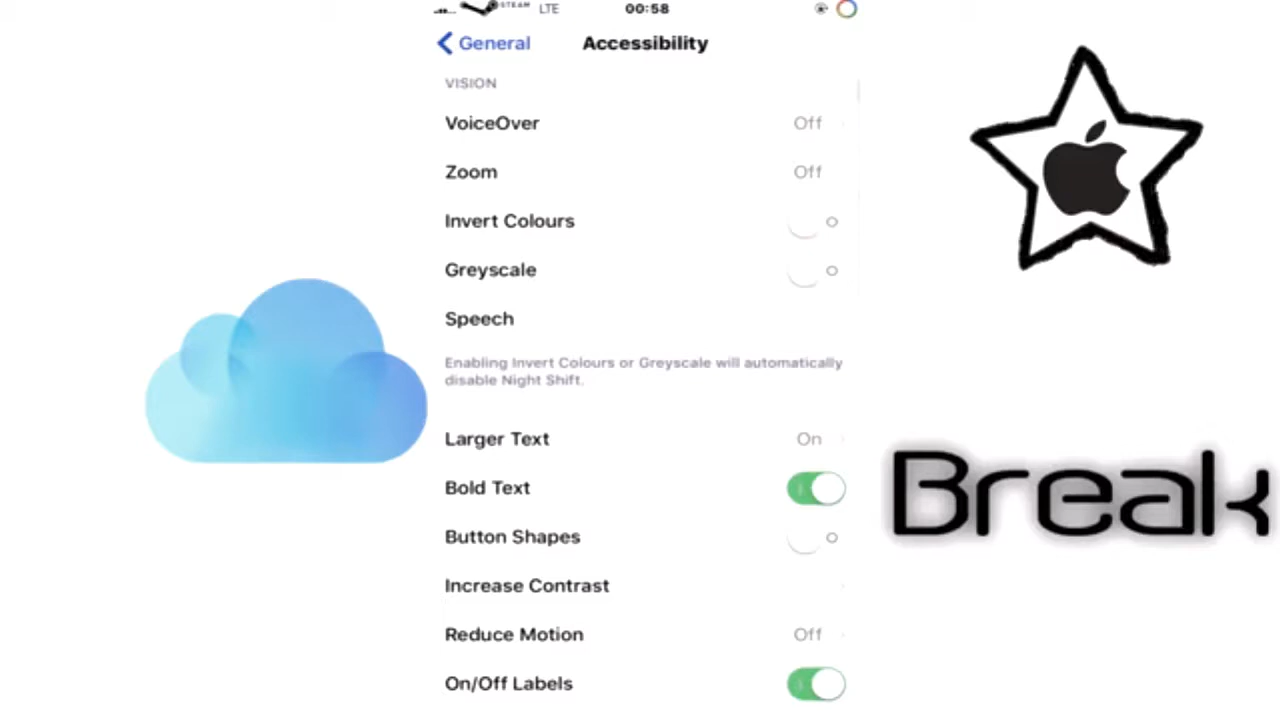 STEAM LTE 00:58
General Accessibility
VISION
VoiceOver Off
Zoom Off
Invert Colours
Greyscale
Speech
Enabling Invert Colours or Greyscale will automatically
disable Night Shift.
Larger Text On
Bold Text
Button Shapes
Increase Contrast
Reduce Motion Off
On/Off Labels
Break